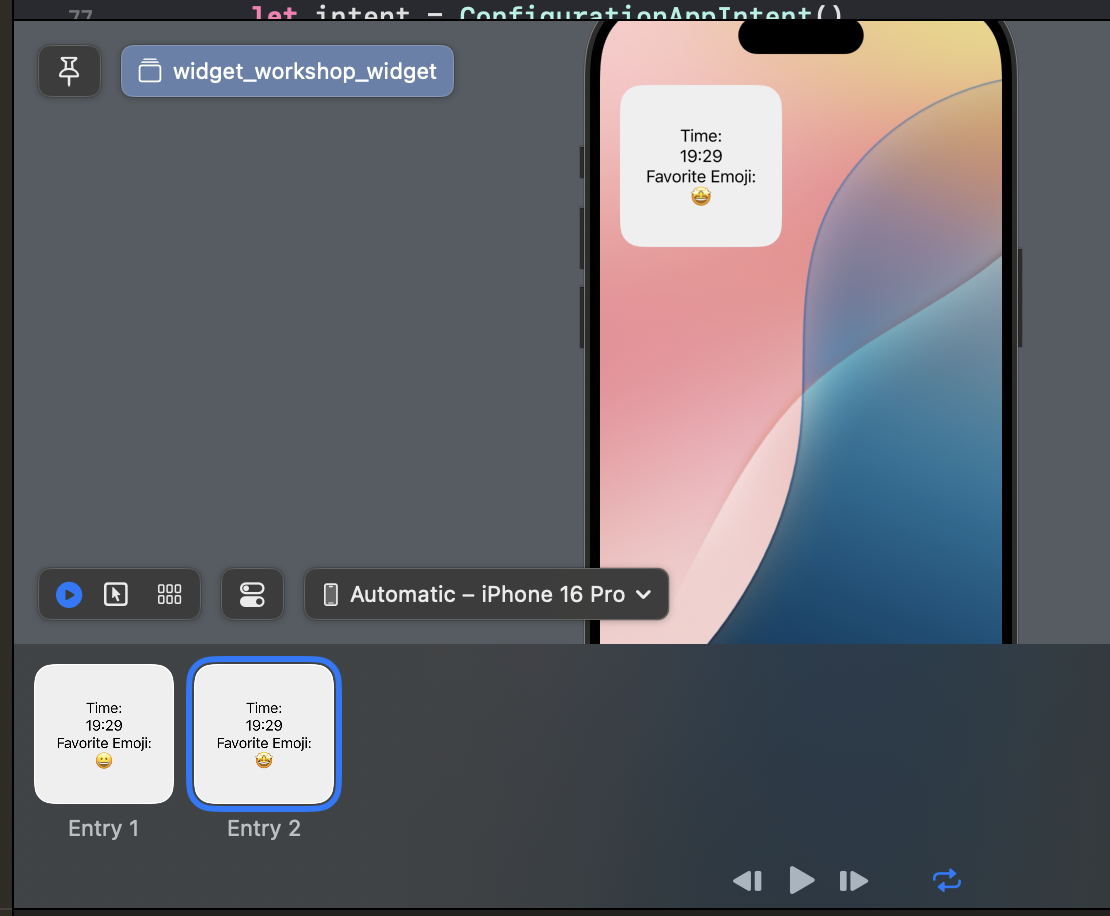 77 let intent = ConfigurationAppIntent()
widget_workshop_widget
Time:
19:29
Favorite Emoji:
🤩
Automatic – iPhone 16 Pro
Time:
19:29
Favorite Emoji:
😀
Entry 1
Time:
19:29
Favorite Emoji:
🤩
Entry 2